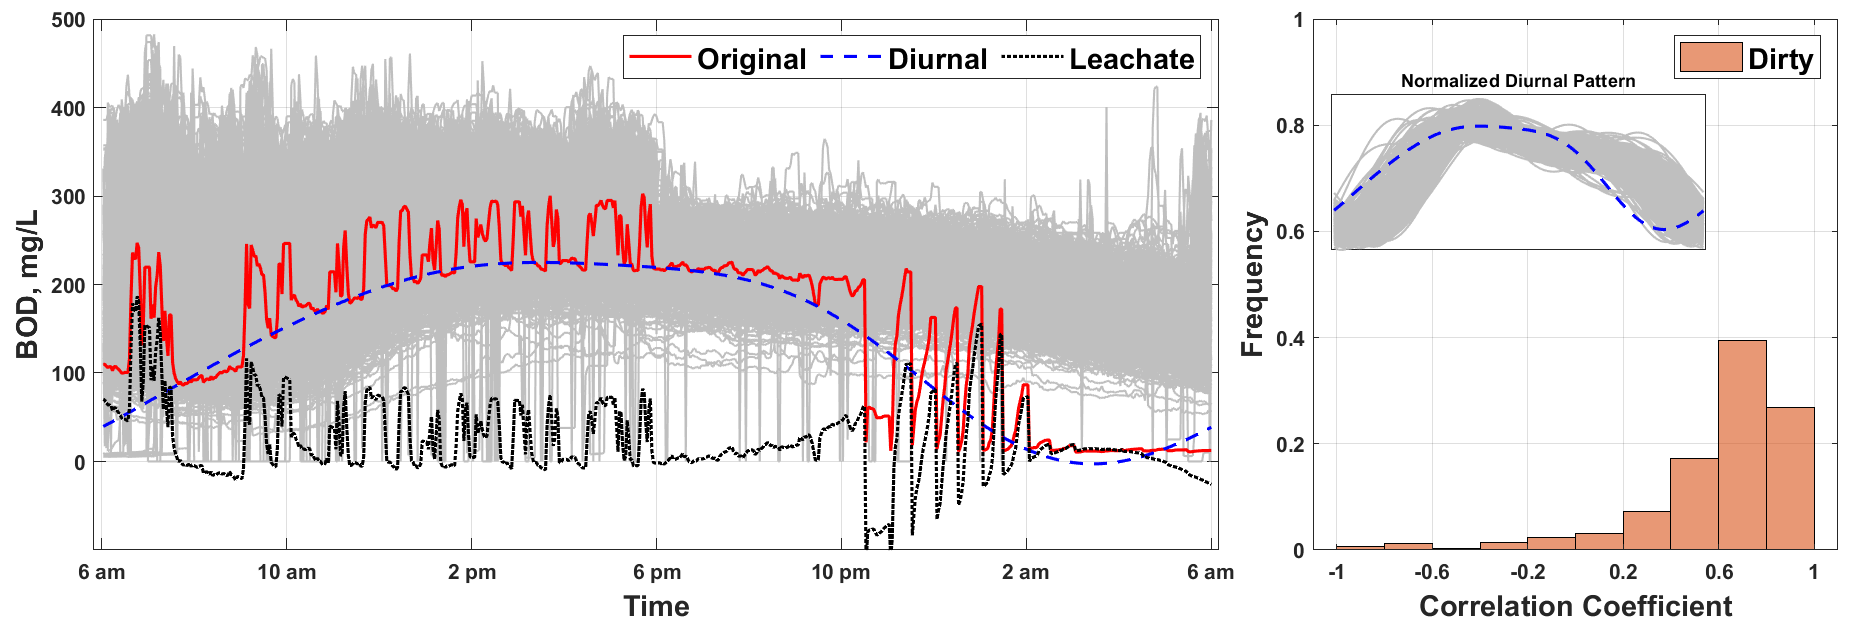 500
400
300
200
100
0
BOD, mg/L
Original Diurnal Leachate
6 am 10 am 2 pm 6 pm 10 pm 2 am 6 am
Time
1
0.8
0.6
0.4
0.2
0
Frequency
Dirty
Normalized Diurnal Pattern
-1 -0.6 -0.2 0.2 0.6 1
Correlation Coefficient